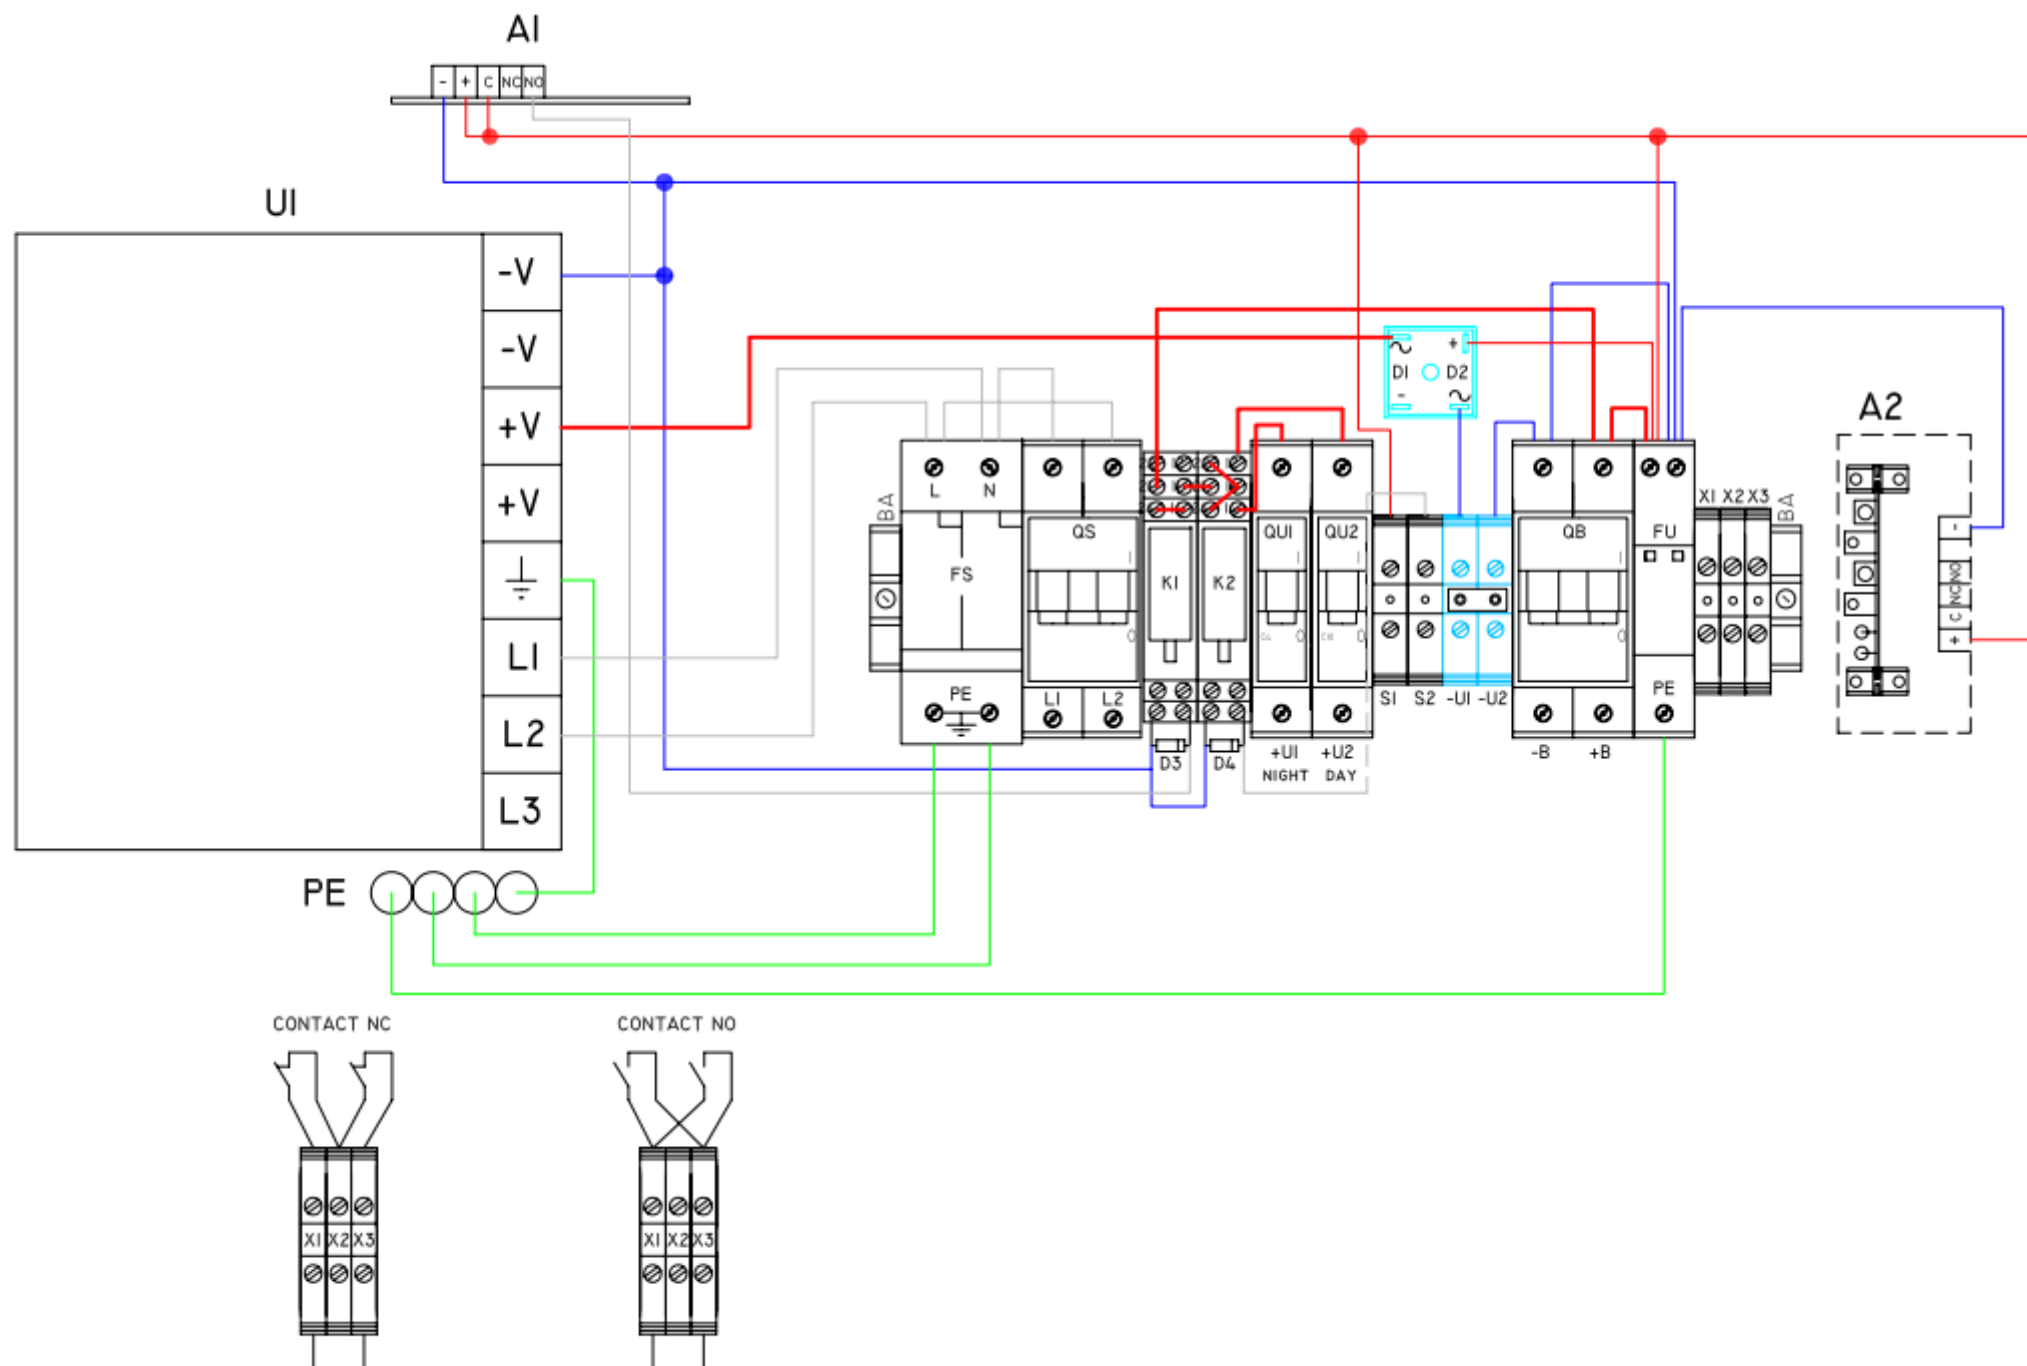 A1
- + C NC NO
U1
-V
-V
+V
+V
L1
L2
L3
PE
BA
L N
FS
PE
QS
I
O
L1 L2
K1
K2
D3
D4
QU1
I
O
+U1
NIGHT
QU2
I
O
+U2
DAY
D1 D2
+
-
S1 S2 -U1 -U2
QB
I
O
-B +B
FU
PE
X1 X2 X3
BA
A2
-
NO
NC
C
+
CONTACT NC
X1 X2 X3
CONTACT NO
X1 X2 X3